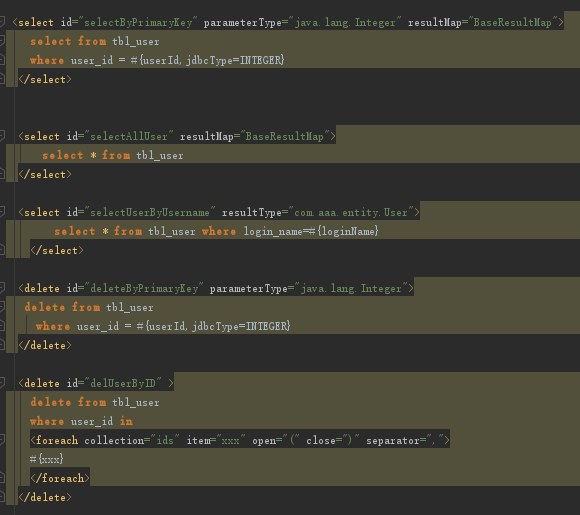 <select id="selectByPrimaryKey" parameterType="java.lang.Integer" resultMap="BaseResultMap">
select from tbl_user
where user_id = #{userId,jdbcType=INTEGER}
</select>
<select id="selectAllUser" resultMap="BaseResultMap">
select * from tbl_user
</select>
<select id="selectUserByUsername" resultType="com.aaa.entity.User">
select * from tbl_user where login_name=#{loginName}
</select>
<delete id="deleteByPrimaryKey" parameterType="java.lang.Integer">
delete from tbl_user
where user_id = #{userId,jdbcType=INTEGER}
</delete>
<delete id="delUserByID" >
delete from tbl_user
where user_id in
<foreach collection="ids" item="xxx" open="(" close=")" separator=",">
#{xxx}
</foreach>
</delete>